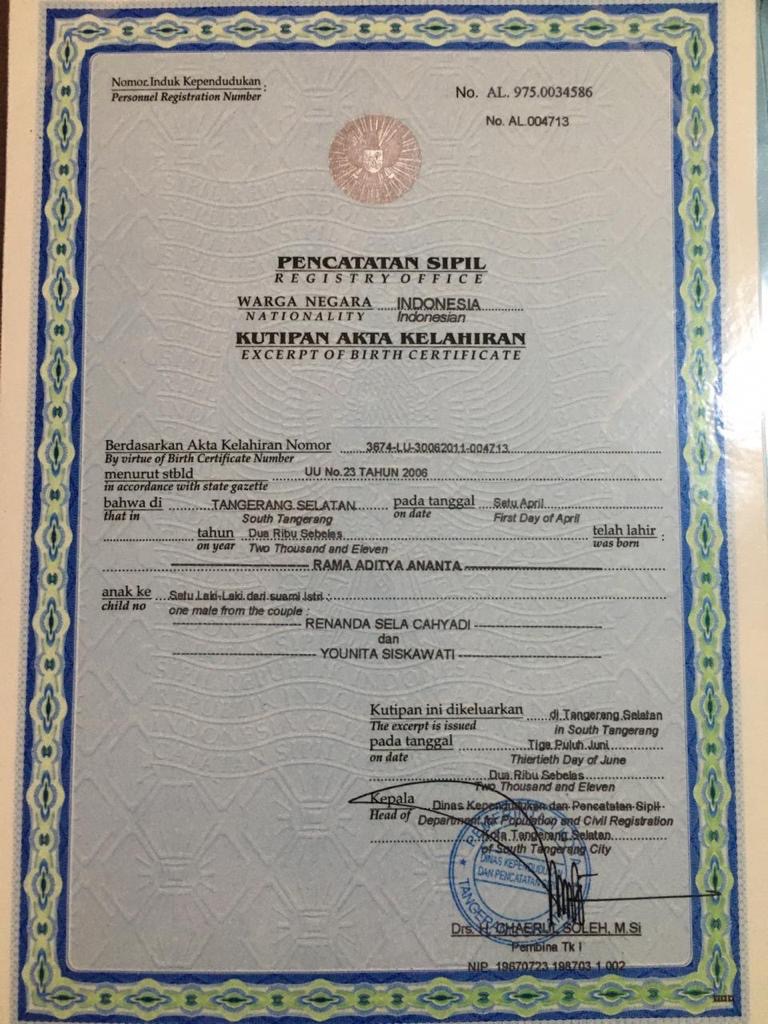 Nomor Induk Kependudukan :
Personnel Registration Number
No. AL. 975.0034586
No. AL.004713
PENCATATAN SIPIL
REGISTRY OFFICE
WARGA NEGARA INDONESIA
NATIONALITY Indonesian
KUTIPAN AKTA KELAHIRAN
EXCERPT OF BIRTH CERTIFICATE
Berdasarkan Akta Kelahiran Nomor 3674-LU-30062011-004713
By virtue of Birth Certificate Number
menurut stbld UU No.23 TAHUN 2006
in accordance with state gazette
bahwa di TANGERANG SELATAN pada tanggal Satu April
that in South Tangerang on date First Day of April
tahun Dua Ribu Sebelas telah lahir :
on year Two Thousand and Eleven was born
RAMA ADITYA ANANTA
anak ke Satu Laki-Laki dari suami istri :
child no one male from the couple :
RENANDA SELA CAHYADI
dan
YOUNITA SISKAWATI
Kutipan ini dikeluarkan di Tangerang Selatan
The excerpt is issued in South Tangerang
pada tanggal Tiga Puluh Juni
on date Thiertieth Day of June
Dua Ribu Sebelas
Two Thousand and Eleven
Kepala Dinas Kependudukan dan Pencatatan Sipil
Head of Department for Population and Civil Registration
Kota Tangerang Selatan
of South Tangerang City
DINAS
DAN PENCATATAN
Drs. H. CHAERUL SOLEH, M.Si
Pembina Tk I
NIP. 19670723 198703 1 002